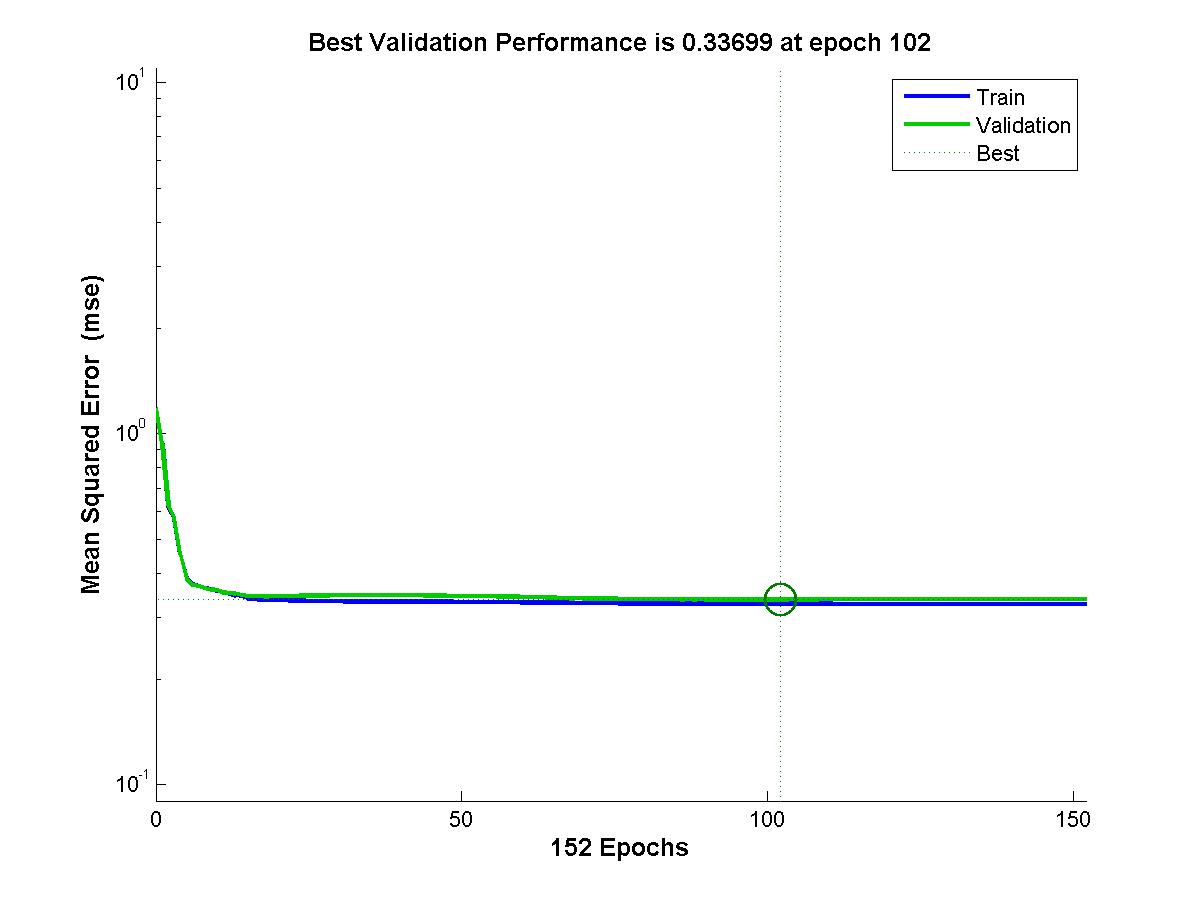 Best Validation Performance is 0.33699 at epoch 102
Train
Validation
Best
Mean Squared Error (mse)
10^1
10^0
10^-1
0 50 100 150
152 Epochs